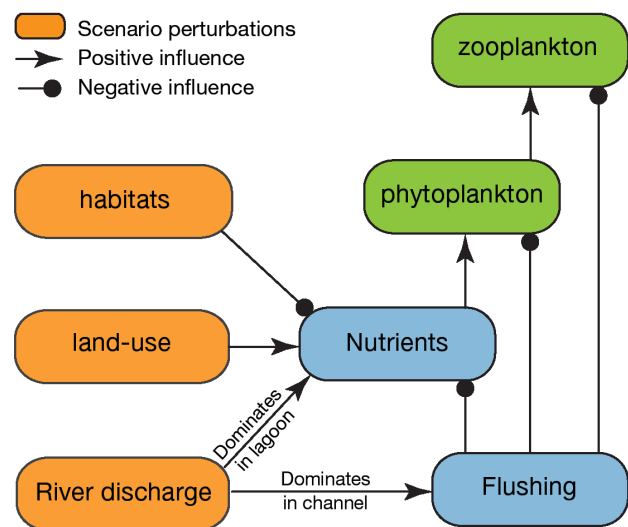 Scenario perturbations
Positive influence
Negative influence
zooplankton
habitats
phytoplankton
land-use
Nutrients
Dominates
in lagoon
River discharge
Dominates
in channel
Flushing